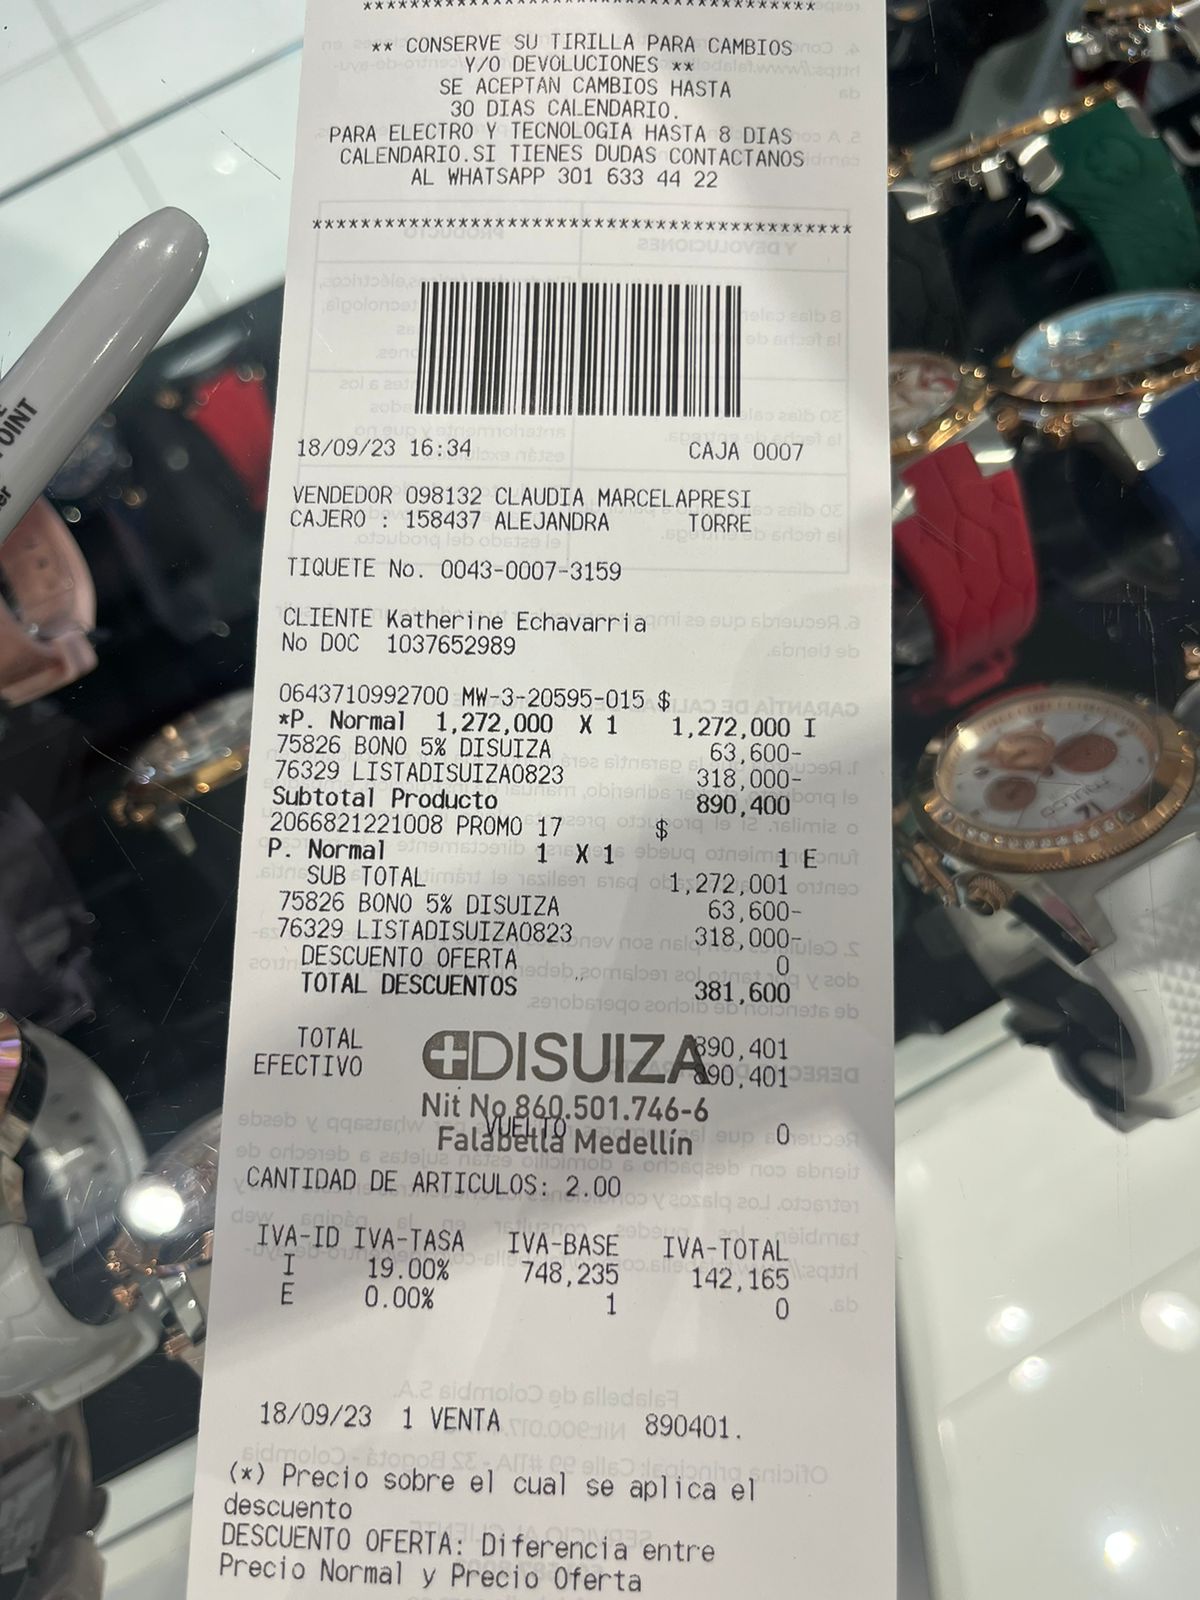 ** CONSERVE SU TIRILLA PARA CAMBIOS
Y/O DEVOLUCIONES **
SE ACEPTAN CAMBIOS HASTA
30 DIAS CALENDARIO.
PARA ELECTRO Y TECNOLOGIA HASTA 8 DIAS
CALENDARIO.SI TIENES DUDAS CONTACTANOS
AL WHATSAPP 301 633 44 22
18/09/23 16:34 CAJA 0007
VENDEDOR 098132 CLAUDIA MARCELAPRESI
CAJERO : 158437 ALEJANDRA TORRE
TIQUETE No. 0043-0007-3159
CLIENTE Katherine Echavarria
No DOC 1037652989
0643710992700 MW-3-20595-015 $
*P. Normal 1,272,000 X 1 1,272,000 I
75826 BONO 5% DISUIZA 63,600-
76329 LISTADISUIZA0823 318,000-
Subtotal Producto 890,400
2066821221008 PROMO 17 $
P. Normal 1 X 1 1 E
SUB TOTAL 1,272,001
75826 BONO 5% DISUIZA 63,600-
76329 LISTADISUIZA0823 318,000-
DESCUENTO OFERTA 0
TOTAL DESCUENTOS 381,600
TOTAL 890,401
EFECTIVO 890,401
DISUIZA
Nit No 860.501.746-6
VUELTO 0
Falabella Medellín
CANTIDAD DE ARTICULOS: 2.00
IVA-ID IVA-TASA IVA-BASE IVA-TOTAL
I 19.00% 748,235 142,165
E 0.00% 1 0
18/09/23 1 VENTA 890401.
(*) Precio sobre el cual se aplica el
descuento
DESCUENTO OFERTA: Diferencia entre
Precio Normal y Precio Oferta
OINT